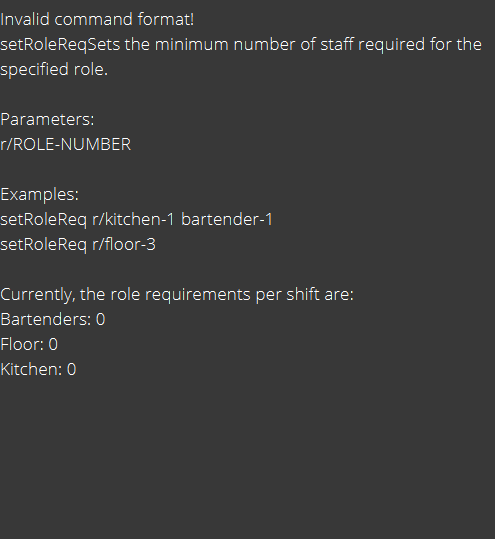 Invalid command format!
setRoleReqSets the minimum number of staff required for the
specified role.
Parameters:
r/ROLE-NUMBER
Examples:
setRoleReq r/kitchen-1 bartender-1
setRoleReq r/floor-3
Currently, the role requirements per shift are:
Bartenders: 0
Floor: 0
Kitchen: 0